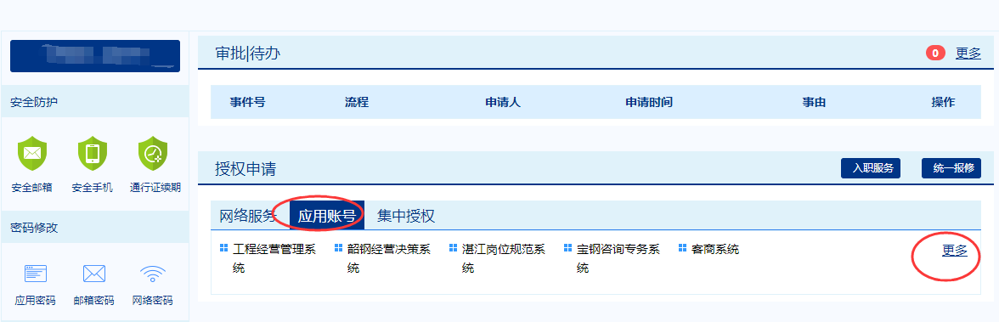 审批|待办
0 更多
事件号 流程 申请人 申请时间 事由 操作
安全防护
安全邮箱 安全手机 通行证续期
密码修改
应用密码 邮箱密码 网络密码
授权申请
入职服务 统一报修
网络服务 应用账号 集中授权
工程经营管理系
统
韶钢经营决策系
统
湛江岗位规范系
统
宝钢咨询专务系
统
客商系统
更多